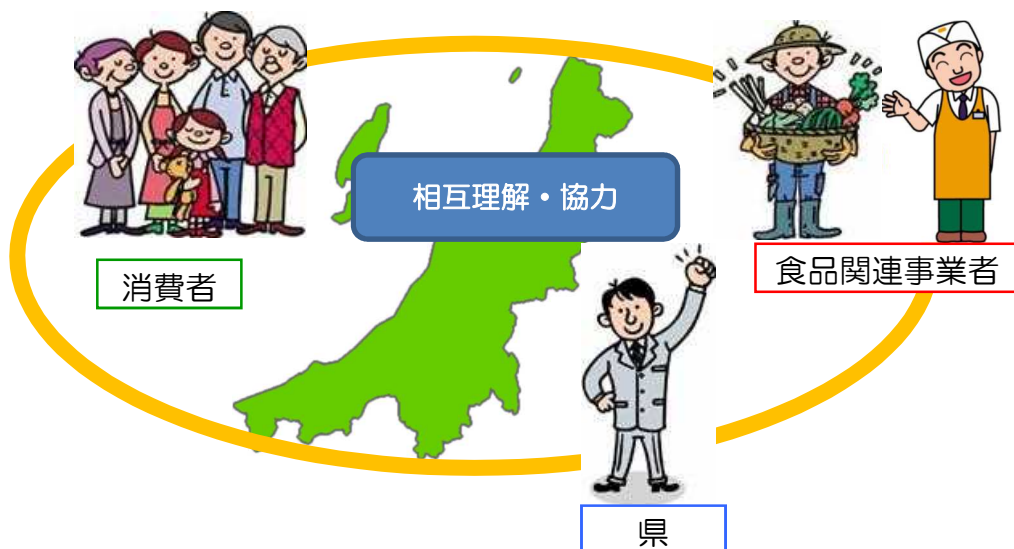 相互理解・協力
消費者
食品関連事業者
県